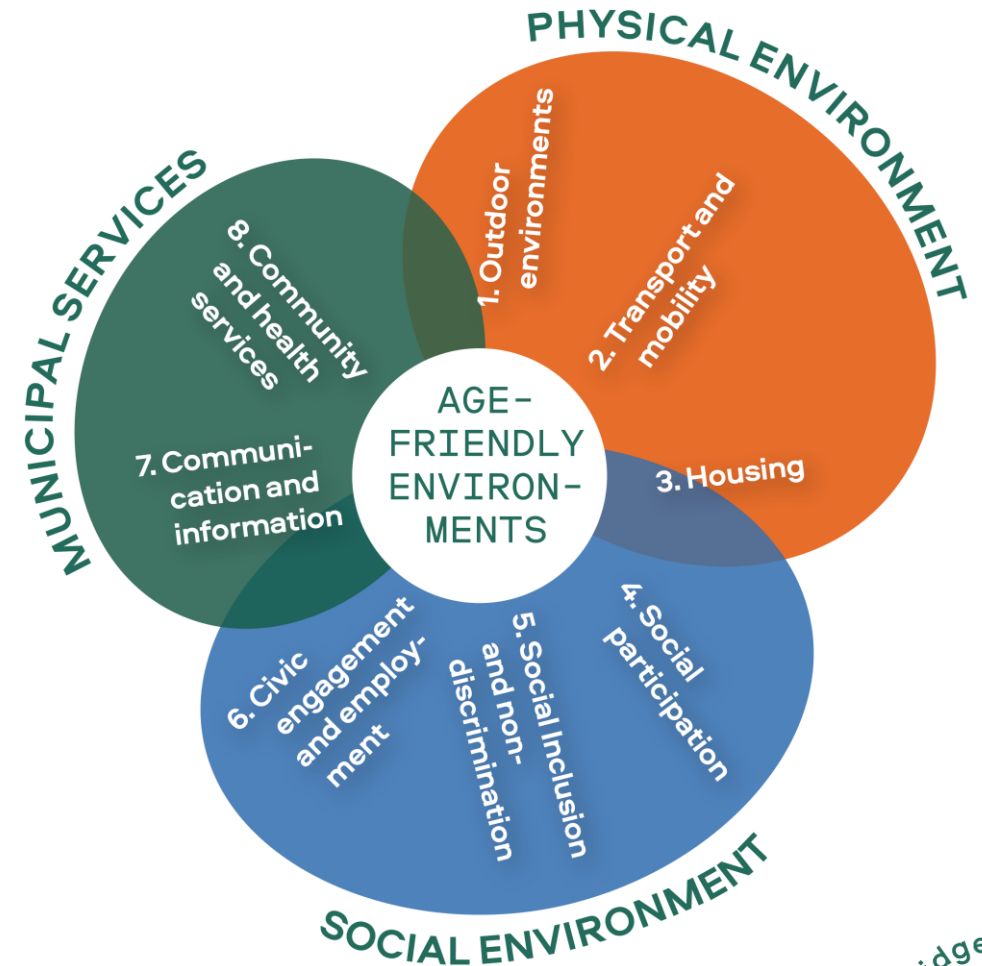 PHYSICAL ENVIRONMENT
1. Outdoor
environments
2. Transport and
mobility
3. Housing
MUNICIPAL SERVICES
8. Community
and health
services
7. Communi-
cation and
information
AGE-
FRIENDLY
ENVIRON-
MENTS
4. Social
participation
5. Social Inclusion
and non-
discrimination
6. Civic
engagement
and employ-
ment
SOCIAL ENVIRONMENT